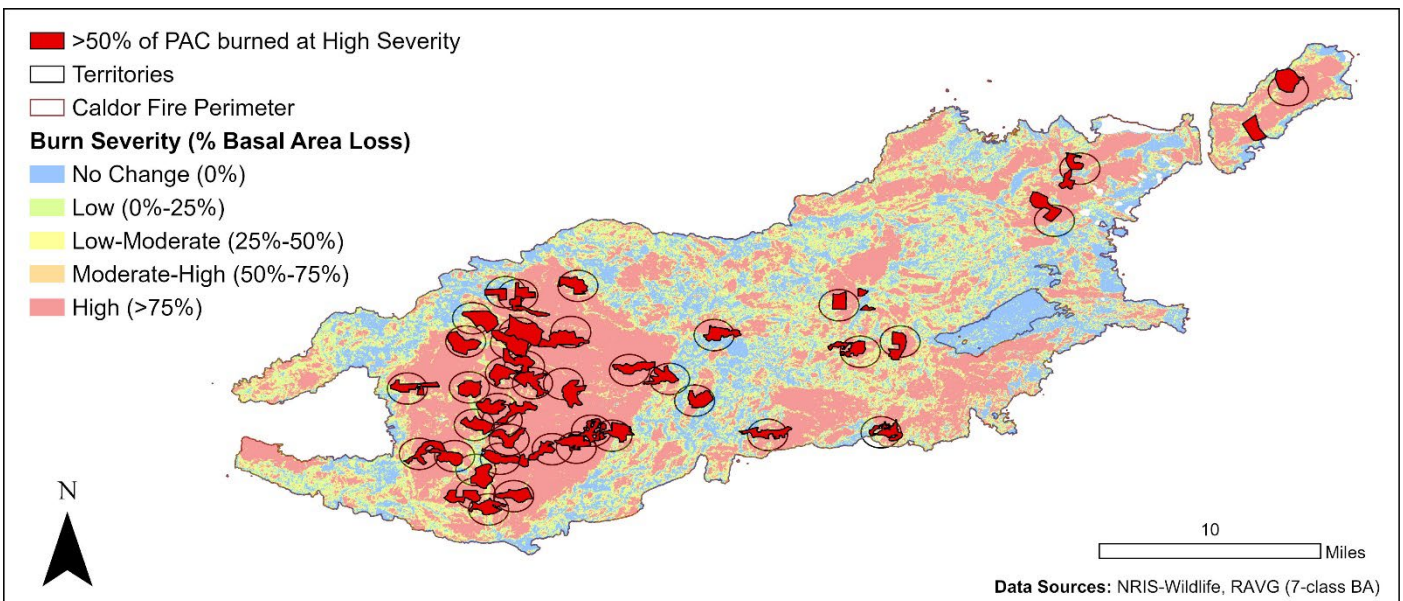 >50% of PAC burned at High Severity
Territories
Caldor Fire Perimeter
Burn Severity (% Basal Area Loss)
No Change (0%)
Low (0%-25%)
Low-Moderate (25%-50%)
Moderate-High (50%-75%)
High (>75%)
N
10
Miles
Data Sources: NRIS-Wildlife, RAVG (7-class BA)